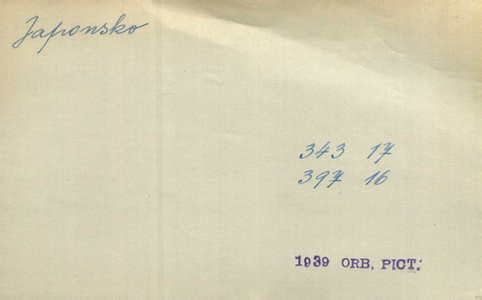 Japonsko
343 17
397 16
1939 ORB. PICT.